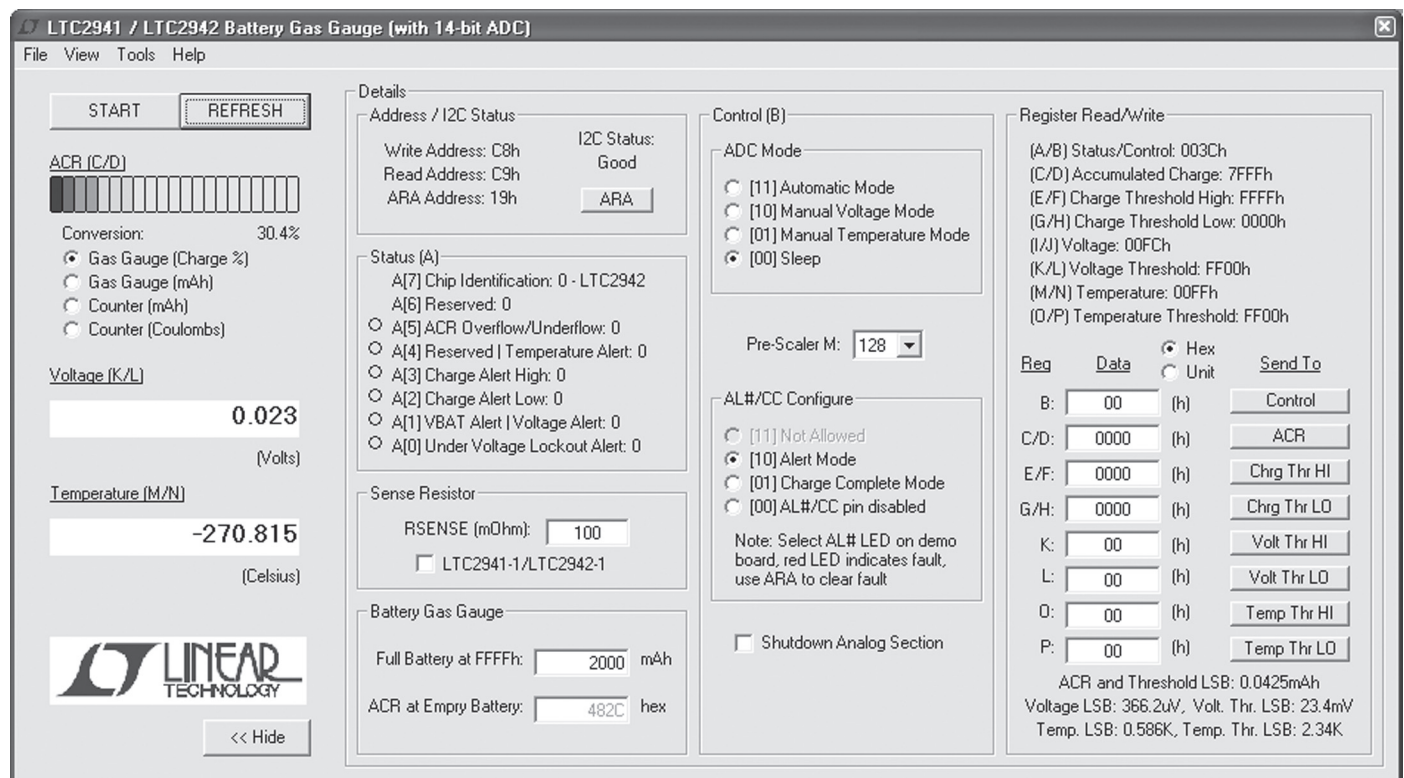 LTC2941 / LTC2942 Battery Gas Gauge (with 14-bit ADC)
File View Tools Help
START REFRESH
ACR (C/D)
Conversion: 30.4%
Gas Gauge (Charge %)
Gas Gauge (mAh)
Counter (mAh)
Counter (Coulombs)
Voltage (K/L)
0.023
(Volts)
Temperature (M/N)
-270.815
(Celsius)
LINEAR
TECHNOLOGY
<< Hide
Details
Address / I2C Status
Write Address: C8h
Read Address: C9h
ARA Address: 19h
I2C Status:
Good
ARA
Status (A)
A[7] Chip Identification: 0 - LTC2942
A[6] Reserved: 0
A[5] ACR Overflow/Underflow: 0
A[4] Reserved | Temperature Alert: 0
A[3] Charge Alert High: 0
A[2] Charge Alert Low: 0
A[1] VBAT Alert | Voltage Alert: 0
A[0] Under Voltage Lockout Alert: 0
Sense Resistor
RSENSE (mOhm): 100
LTC2941-1/LTC2942-1
Battery Gas Gauge
Full Battery at FFFFh: 2000 mAh
ACR at Empry Battery: 482C hex
Control (B)
ADC Mode
[11] Automatic Mode
[10] Manual Voltage Mode
[01] Manual Temperature Mode
[00] Sleep
Pre-Scaler M: 128
AL#/CC Configure
[11] Not Allowed
[10] Alert Mode
[01] Charge Complete Mode
[00] AL#/CC pin disabled
Note: Select AL# LED on demo
board, red LED indicates fault,
use ARA to clear fault
Shutdown Analog Section
Register Read/Write
(A/B) Status/Control: 003Ch
(C/D) Accumulated Charge: 7FFFh
(E/F) Charge Threshold High: FFFFh
(G/H) Charge Threshold Low: 0000h
(I/J) Voltage: 00FCh
(K/L) Voltage Threshold: FF00h
(M/N) Temperature: 00FFh
(O/P) Temperature Threshold: FF00h
Hex
Reg Data Unit Send To
B: 00 (h) Control
C/D: 0000 (h) ACR
E/F: 0000 (h) Chrg Thr HI
G/H: 0000 (h) Chrg Thr LO
K: 00 (h) Volt Thr HI
L: 00 (h) Volt Thr LO
O: 00 (h) Temp Thr HI
P: 00 (h) Temp Thr LO
ACR and Threshold LSB: 0.0425mAh
Voltage LSB: 366.2uV, Volt. Thr. LSB: 23.4mV
Temp. LSB: 0.586K, Temp. Thr. LSB: 2.34K